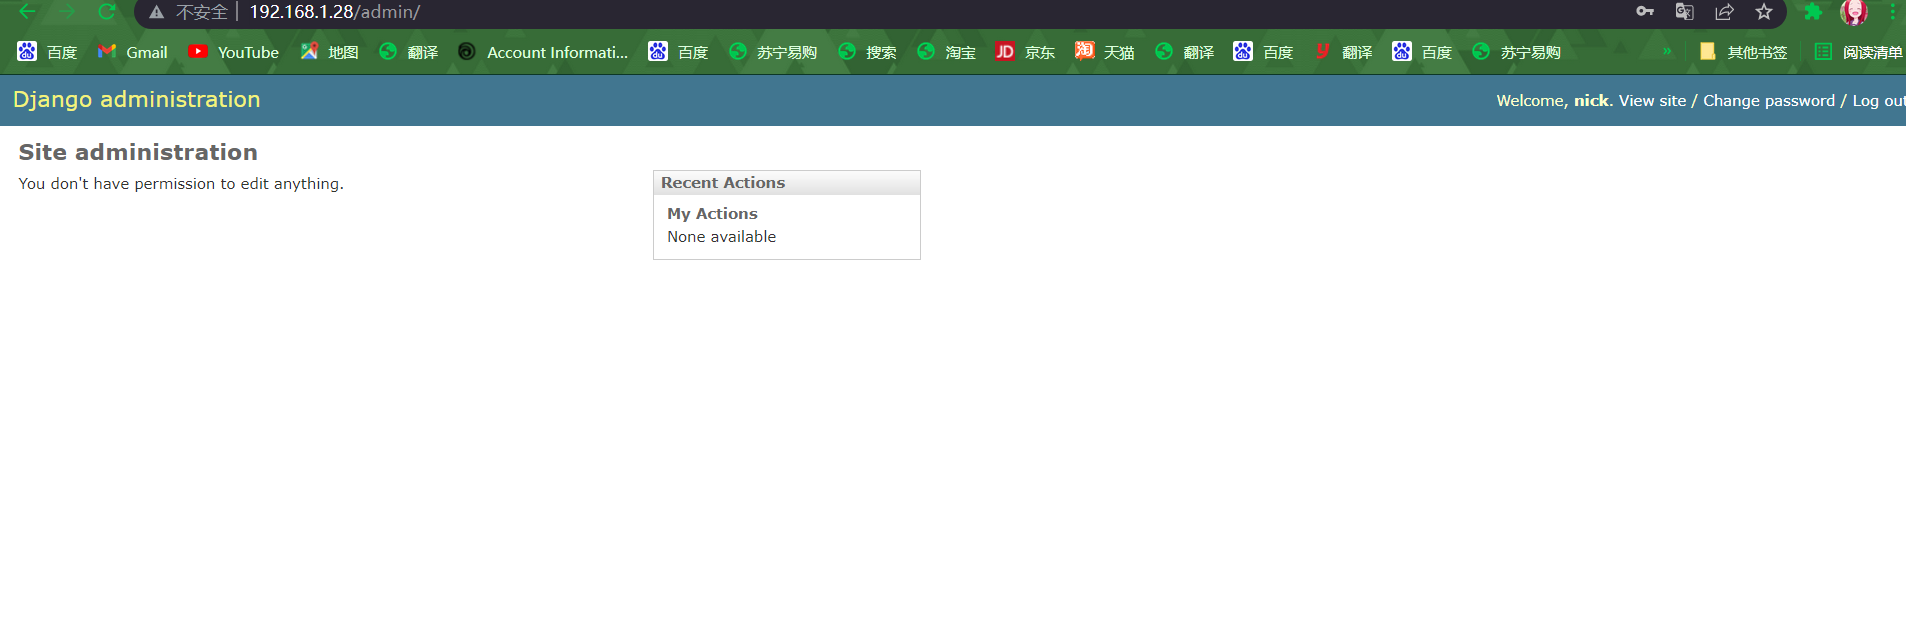 不安全 | 192.168.1.28/admin/
百度 Gmail YouTube 地图 翻译 Account Informati... 百度 苏宁易购 搜索 淘宝 JD 京东 淘 天猫 翻译 百度 y 翻译 百度 苏宁易购 » 其他书签 阅读清单
Django administration
Welcome, nick. View site / Change password / Log out
Site administration
You don't have permission to edit anything.
Recent Actions
My Actions
None available